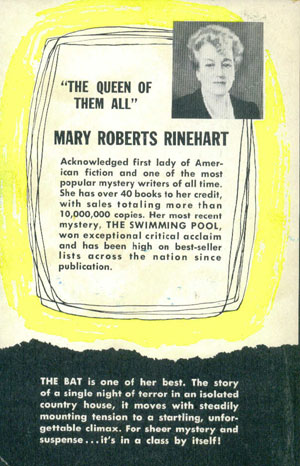 "THE QUEEN OF
THEM ALL"
MARY ROBERTS RINEHART
Acknowledged first lady of Amer-
ican fiction and one of the most
popular mystery writers of all time.
She has over 40 books to her credit,
with sales totaling more than
10,000,000 copies. Her most recent
mystery, THE SWIMMING POOL,
won exceptional critical acclaim
and has been high on best-seller
lists across the nation since
publication.
THE BAT is one of her best. The story
of a single night of terror in an isolated
country house, it moves with steadily
mounting tension to a startling, unfor-
gettable climax. For sheer mystery and
suspense...it's in a class by itself!